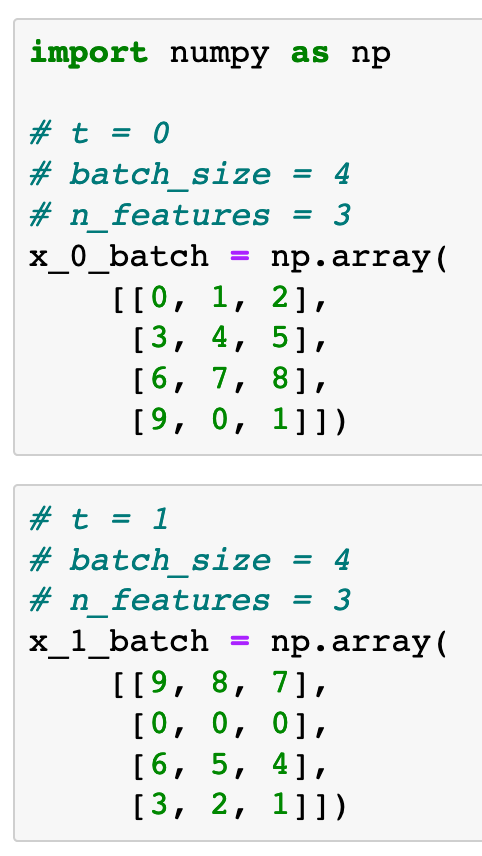 import numpy as np
# t = 0
# batch_size = 4
# n_features = 3
x_0_batch = np.array(
[[0, 1, 2],
[3, 4, 5],
[6, 7, 8],
[9, 0, 1]])
# t = 1
# batch_size = 4
# n_features = 3
x_1_batch = np.array(
[[9, 8, 7],
[0, 0, 0],
[6, 5, 4],
[3, 2, 1]])